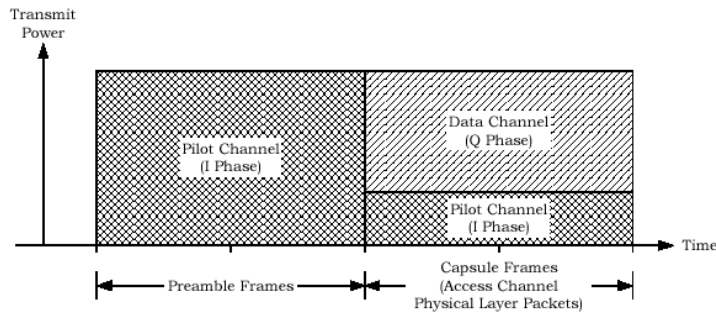 Transmit
Power
Pilot Channel
(I Phase)
Data Channel
(Q Phase)
Pilot Channel
(I Phase)
Time
Preamble Frames
Capsule Frames
(Access Channel
Physical Layer Packets)